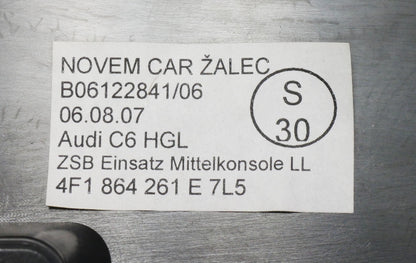 NOVEM CAR ŽALEC
B06122841/06
06.08.07
Audi C6 HGL
ZSB Einsatz Mittelkonsole LL
4F1 864 261 E 7L5
S
30